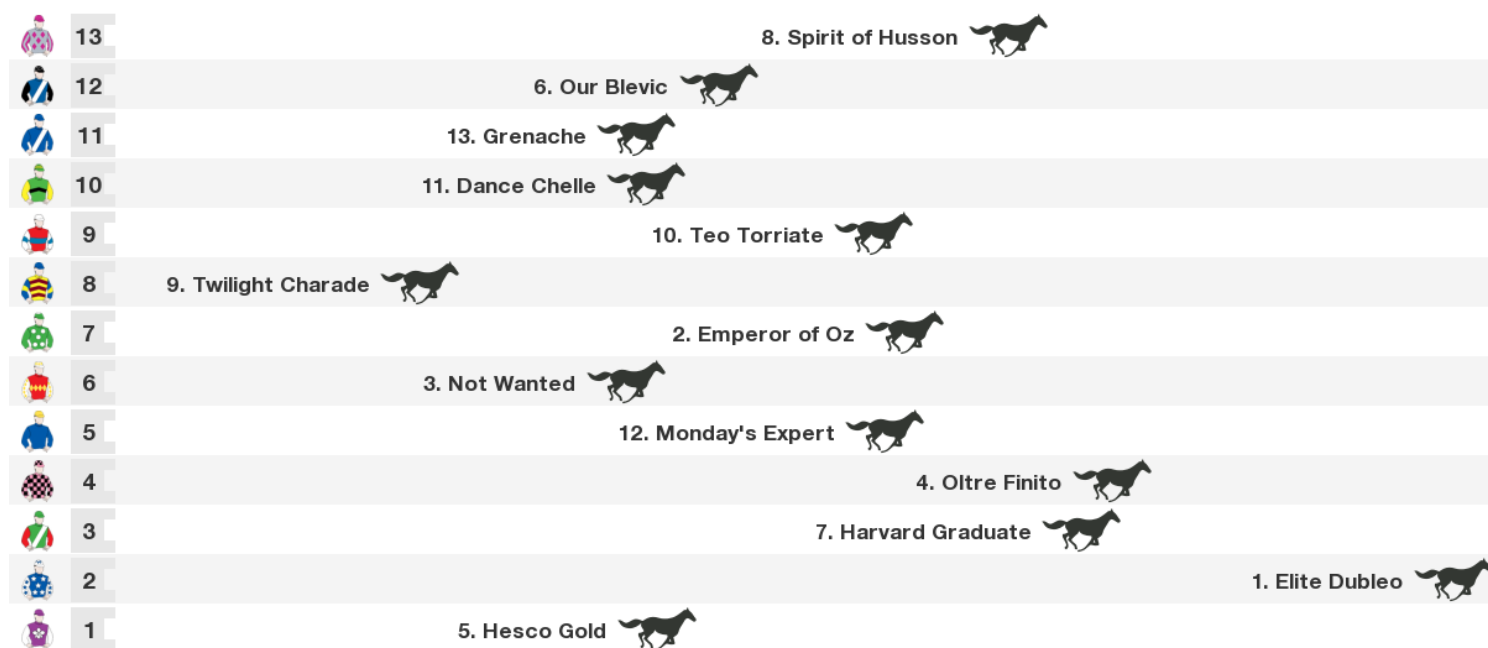 13 8. Spirit of Husson
12 6. Our Blevic
11 13. Grenache
10 11. Dance Chelle
9 10. Teo Torriate
8 9. Twilight Charade
7 2. Emperor of Oz
6 3. Not Wanted
5 12. Monday's Expert
4 4. Oltre Finito
3 7. Harvard Graduate
2 1. Elite Dubleo
1 5. Hesco Gold